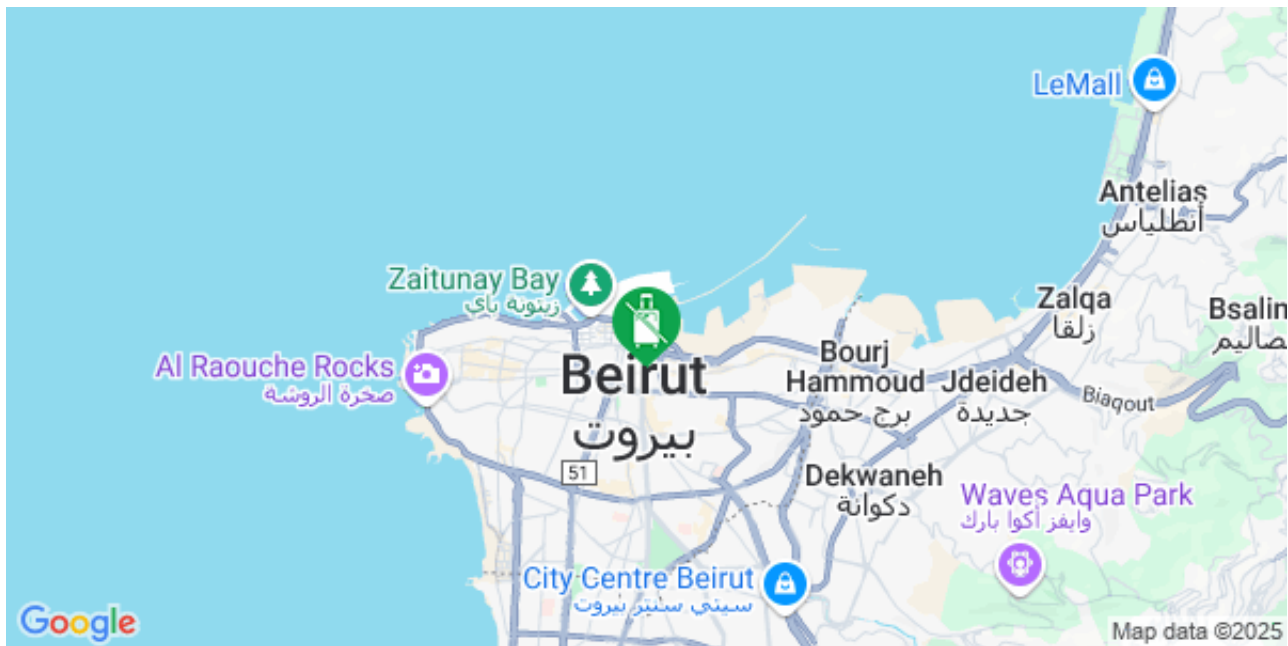 LeMall
Antelias
أنطلياس
Zaitunay Bay
زيتونة باي
Zalqa
زلقا
Bsalim
بصاليم
Al Raouche Rocks
صخرة الروشة
Beirut
بيروت
Bourj
Hammoud
برج حمود
Jdeideh
جديدة
Biaqout
51
Dekwaneh
دكوانة
Waves Aqua Park
وايفز أكوا بارك
City Centre Beirut
سيتي سنتر بيروت
Google
Map data ©2025